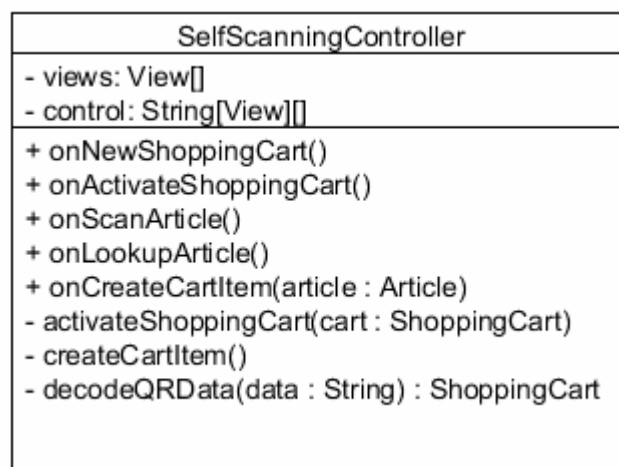 SelfScanningController
- views: View[]
- control: String[View][]
+ onNewShoppingCart()
+ onActivateShoppingCart()
+ onScanArticle()
+ onLookupArticle()
+ onCreateCartItem(article : Article)
- activateShoppingCart(cart : ShoppingCart)
- createCartItem()
- decodeQRData(data : String) : ShoppingCart